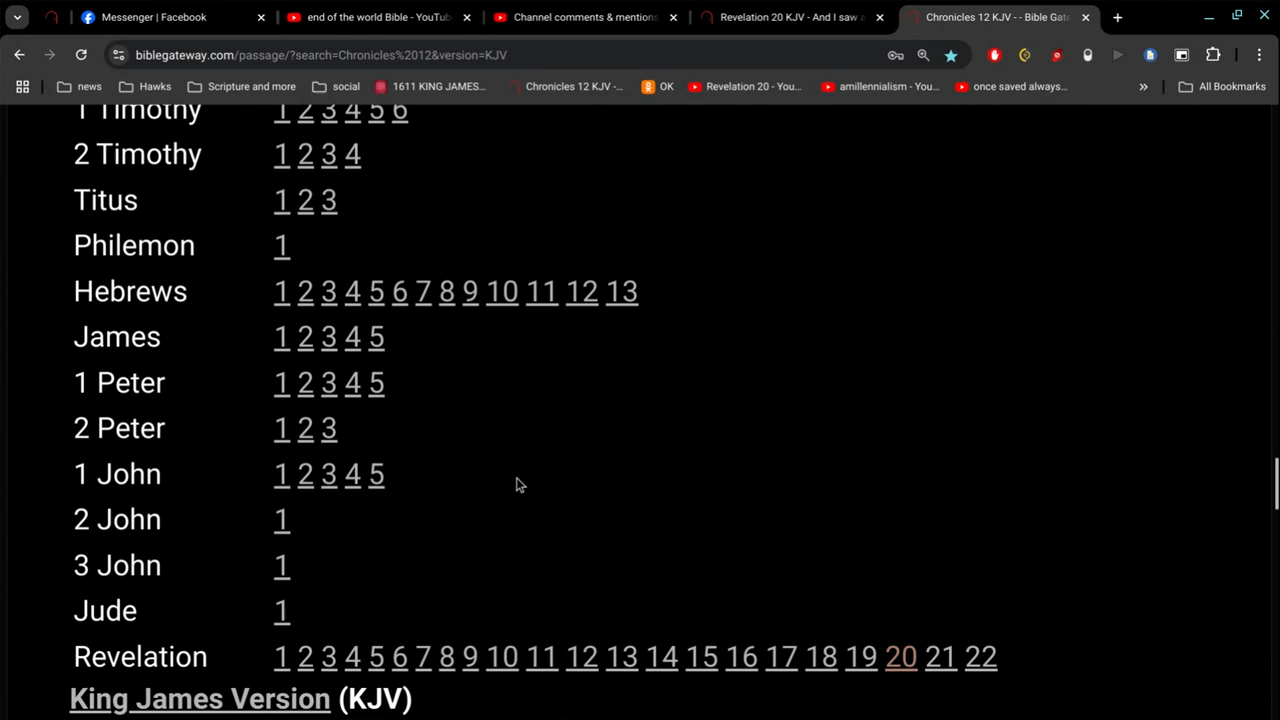 Messenger | Facebook
end of the world Bible - YouTub
Channel comments & mentions
Revelation 20 KJV - And I saw a
Chronicles 12 KJV - - Bible Gate
biblegateway.com/passage/?search=Chronicles%2012&version=KJV
news
Hawks
Scripture and more
social
1611 KING JAMES...
Chronicles 12 KJV -...
OK
Revelation 20 - You...
amillennialism - You...
once saved always...
All Bookmarks
1 Timothy 1 2 3 4 5 6
2 Timothy 1 2 3 4
Titus 1 2 3
Philemon 1
Hebrews 1 2 3 4 5 6 7 8 9 10 11 12 13
James 1 2 3 4 5
1 Peter 1 2 3 4 5
2 Peter 1 2 3
1 John 1 2 3 4 5
2 John 1
3 John 1
Jude 1
Revelation 1 2 3 4 5 6 7 8 9 10 11 12 13 14 15 16 17 18 19 20 21 22
King James Version (KJV)